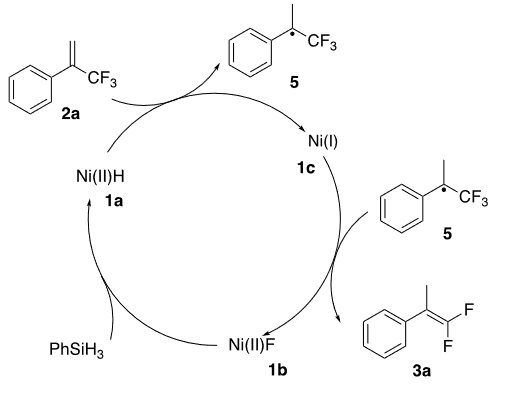 CF3
5
CF3
2a
Ni(I)
1c
Ni(II)H
1a
CF3
5
F
F
3a
PhSiH3
Ni(II)F
1b